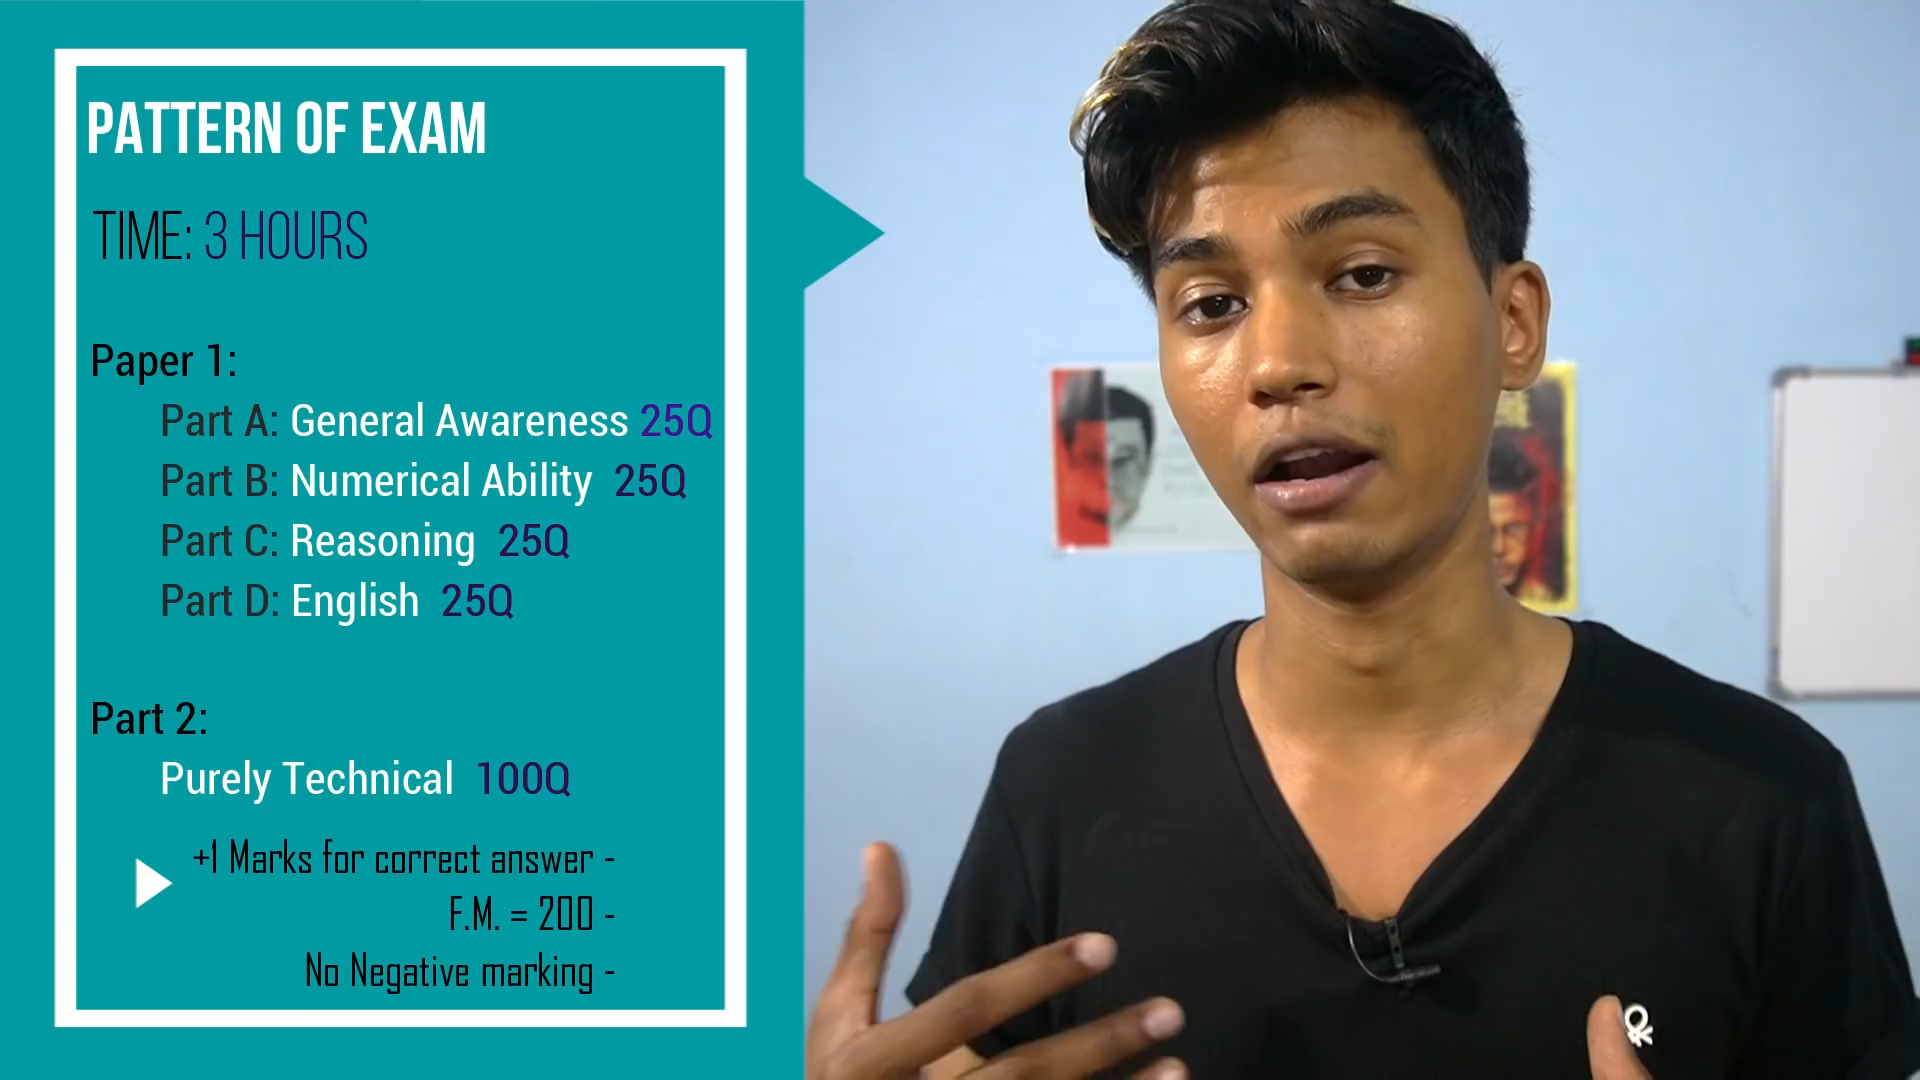 PATTERN OF EXAM
TIME: 3 HOURS
Paper 1:
Part A: General Awareness 25Q
Part B: Numerical Ability 25Q
Part C: Reasoning 25Q
Part D: English 25Q
Part 2:
Purely Technical 100Q
+1 Marks for correct answer -
F.M. = 200 -
No Negative marking -